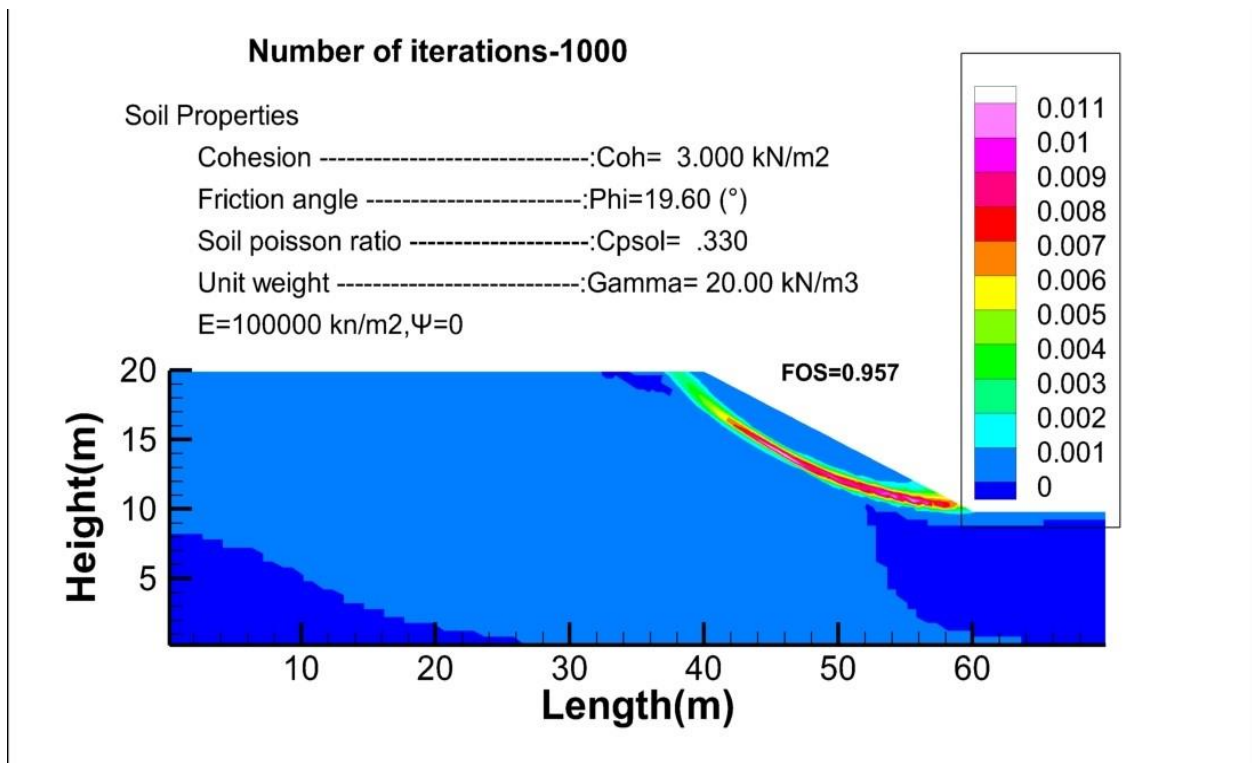 Number of iterations-1000
Soil Properties
Cohesion ------------------------------:Coh= 3.000 kN/m2
Friction angle ------------------------:Phi=19.60 (°)
Soil poisson ratio --------------------:Cpsol= .330
Unit weight ---------------------------:Gamma= 20.00 kN/m3
E=100000 kn/m2,Ψ=0
FOS=0.957
0.011
0.01
0.009
0.008
0.007
0.006
0.005
0.004
0.003
0.002
0.001
0
Height(m)
20
15
10
5
10 20 30 40 50 60
Length(m)